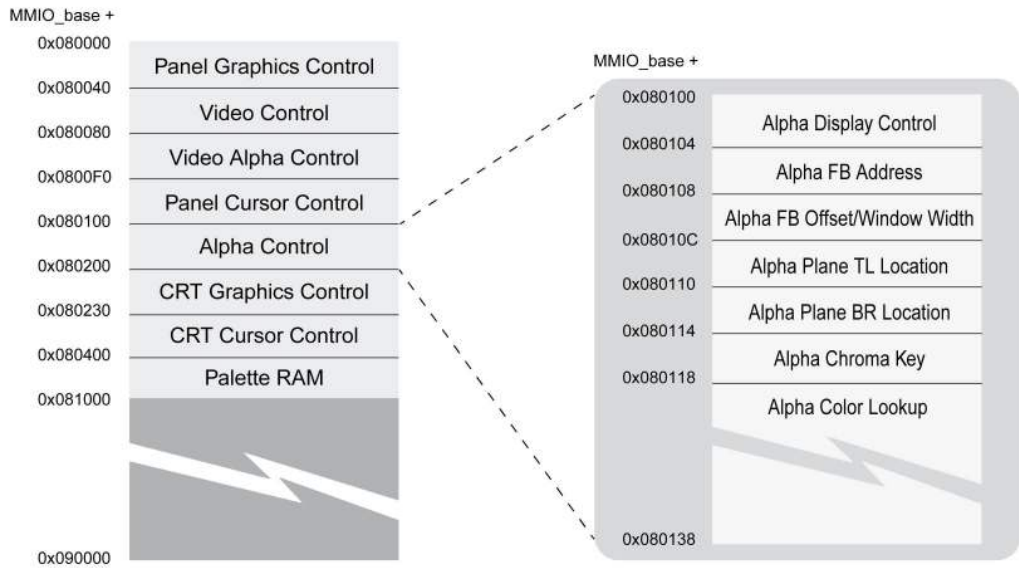 MMIO_base +
0x080000
Panel Graphics Control
0x080040
Video Control
0x080080
Video Alpha Control
0x0800F0
Panel Cursor Control
0x080100
Alpha Control
0x080200
CRT Graphics Control
0x080230
CRT Cursor Control
0x080400
Palette RAM
0x081000
0x090000
MMIO_base +
0x080100
Alpha Display Control
0x080104
Alpha FB Address
0x080108
Alpha FB Offset/Window Width
0x08010C
Alpha Plane TL Location
0x080110
Alpha Plane BR Location
0x080114
Alpha Chroma Key
0x080118
Alpha Color Lookup
0x080138